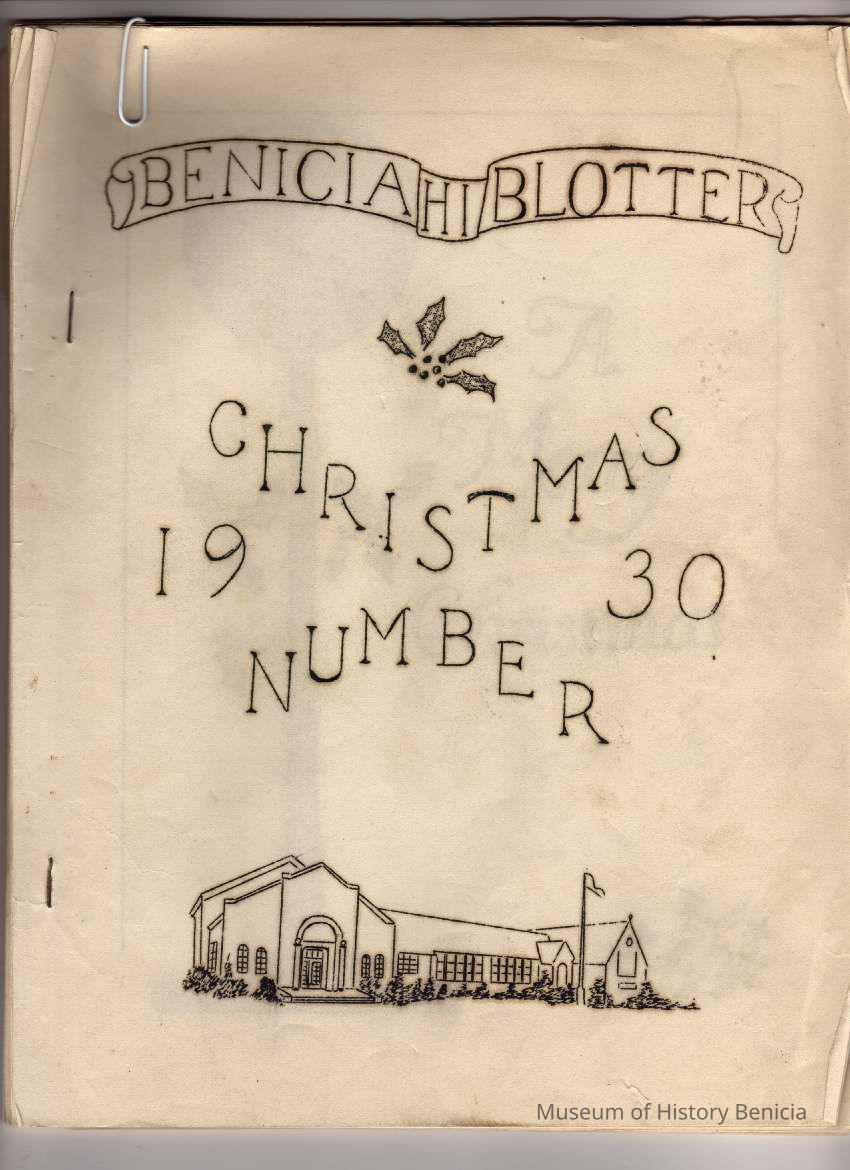 BENICIA HI BLOTTER
CHRISTMAS
19 30
NUMBER
Museum of History Benicia